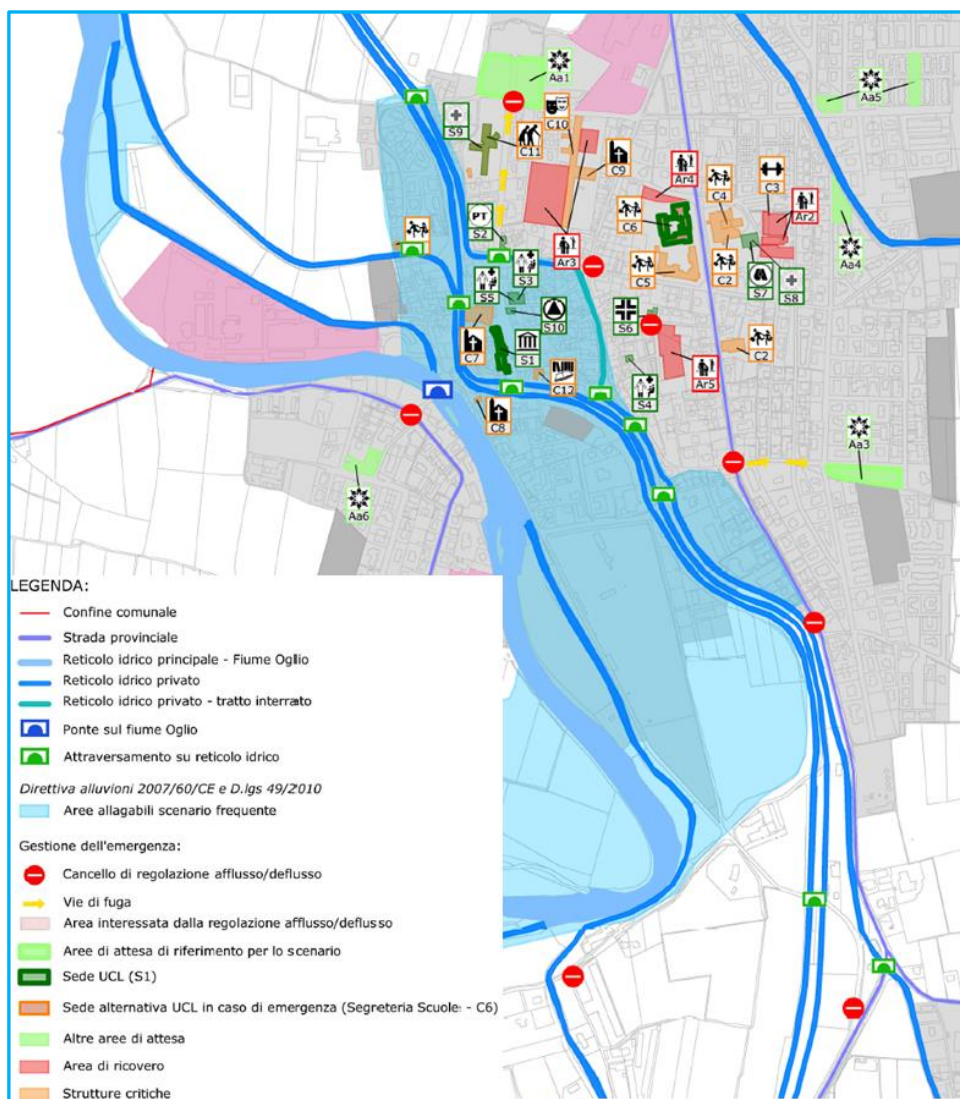 Aa1
Aa5
C10
S9
C11
C9
C3
Ar4
C4
PT
S2
C6
Ar2
S3
Ar3
Aa4
C5
C2
S7
S8
S5
S10
S6
S1
C7
C2
C12
Ar5
S4
C8
Aa3
Aa6
LEGENDA:
Confine comunale
Strada provinciale
Reticolo idrico principale - Fiume Oglio
Reticolo idrico privato
Reticolo idrico privato - tratto interrato
Ponte sul fiume Oglio
Attraversamento su reticolo idrico
Direttiva alluvioni 2007/60/CE e D.lgs 49/2010
Aree allagabili scenario frequente
Gestione dell'emergenza:
Cancello di regolazione afflusso/deflusso
Vie di fuga
Area interessata dalla regolazione afflusso/deflusso
Aree di attesa di riferimento per lo scenario
Sede UCL (S1)
Sede alternativa UCL in caso di emergenza (Segreteria Scuole - C6)
Altre aree di attesa
Area di ricovero
Strutture critiche